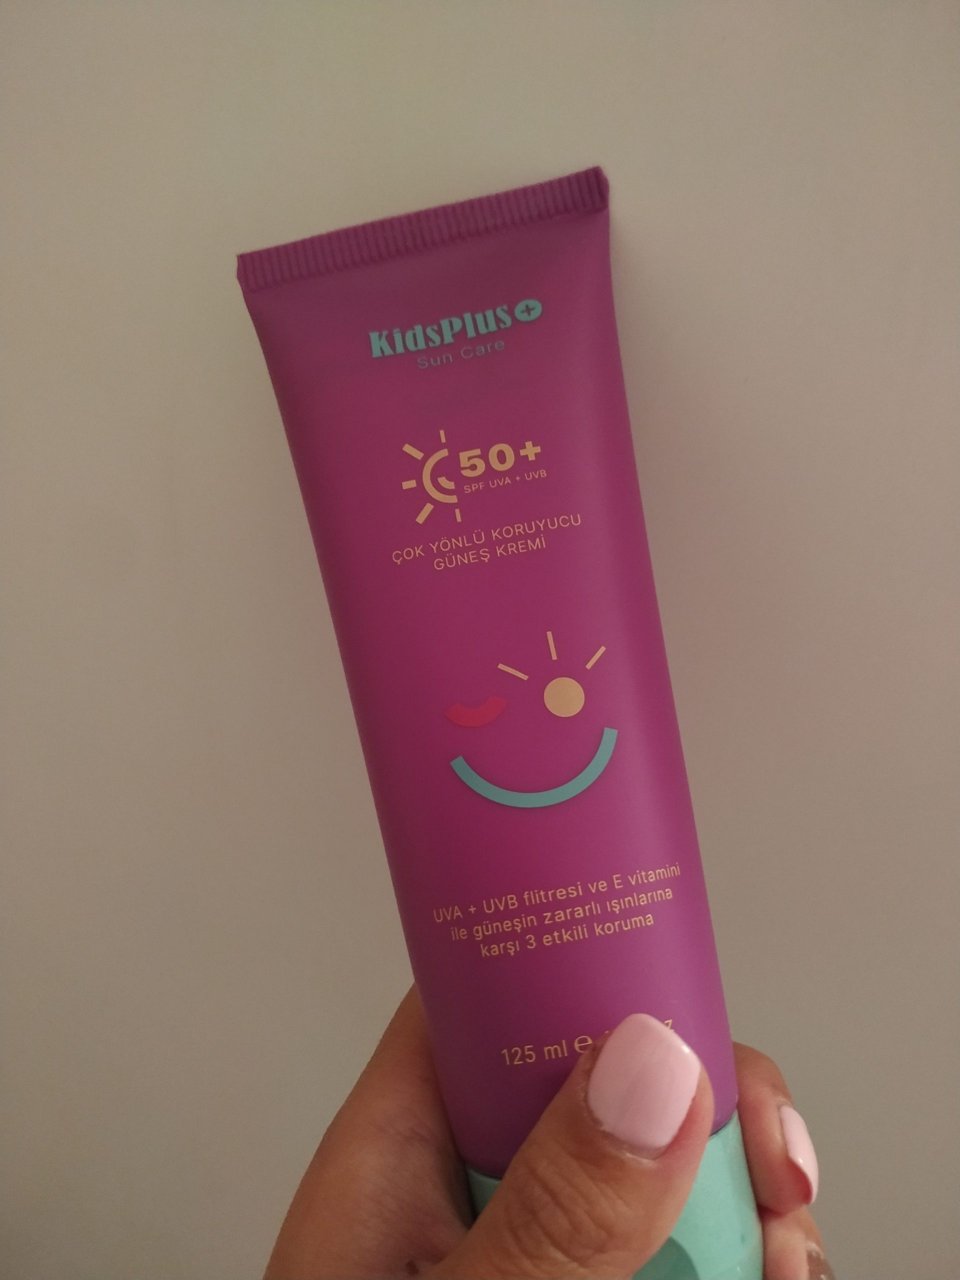 KidsPlus+
Sun Care
50+
SPF UVA + UVB
ÇOK YÖNLÜ KORUYUCU
GÜNEŞ KREMİ
UVA + UVB flitresi ve E vitamini
ile güneşin zararlı ışınlarına
karşı 3 etkili koruma
125 ml ℮